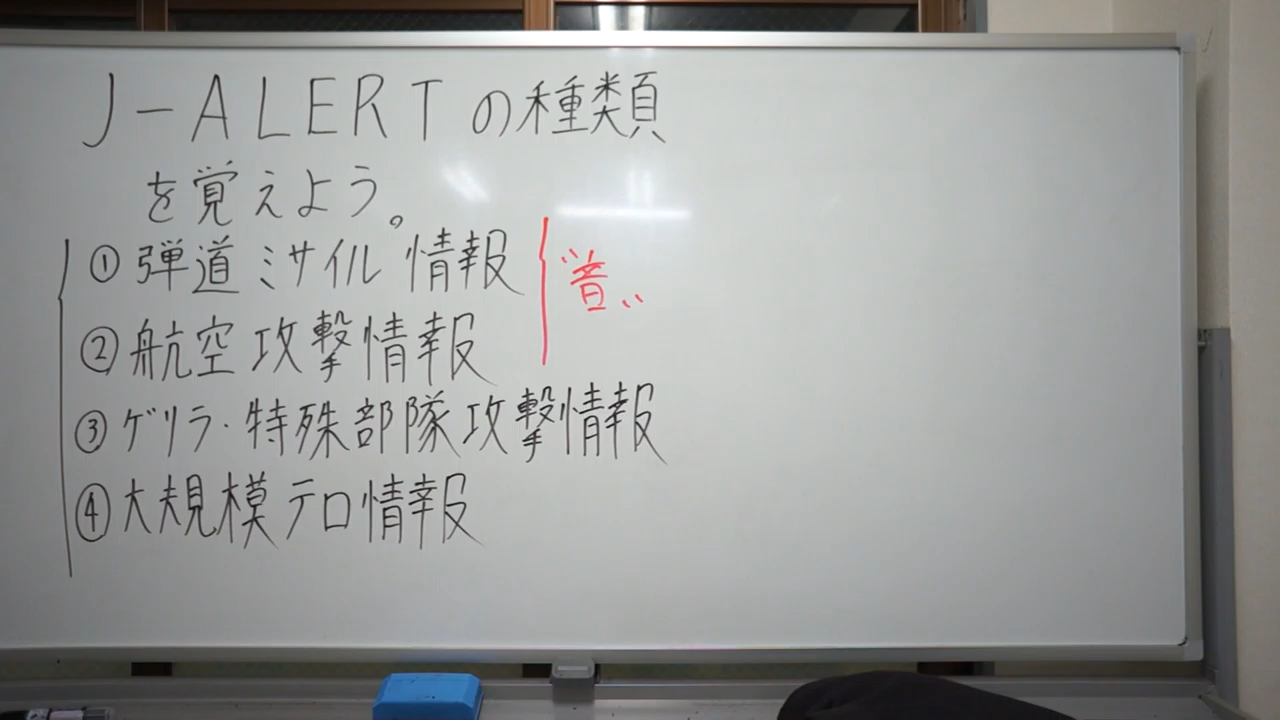 J-ALERTの種類
を覚えよう。
①弾道ミサイル情報
②航空攻撃情報
"音"
③ゲリラ・特殊部隊攻撃情報
④大規模テロ情報